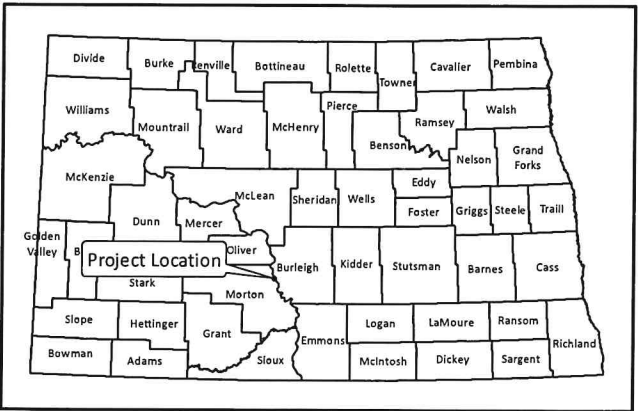 Divide
Burke
Renville
Bottineau
Rolette
Towner
Cavalier
Pembina
Williams
Mountrail
Ward
McHenry
Pierce
Benson
Ramsey
Walsh
Nelson
Grand
Forks
McKenzie
McLean
Sheridan
Wells
Eddy
Foster
Griggs
Steele
Traill
Dunn
Mercer
Oliver
Golden
Valley
B
Project Location
Burleigh
Kidder
Stutsman
Barnes
Cass
Stark
Morton
Slope
Hettinger
Grant
Sioux
Emmons
Logan
LaMoure
Ransom
Richland
Bowman
Adams
McIntosh
Dickey
Sargent